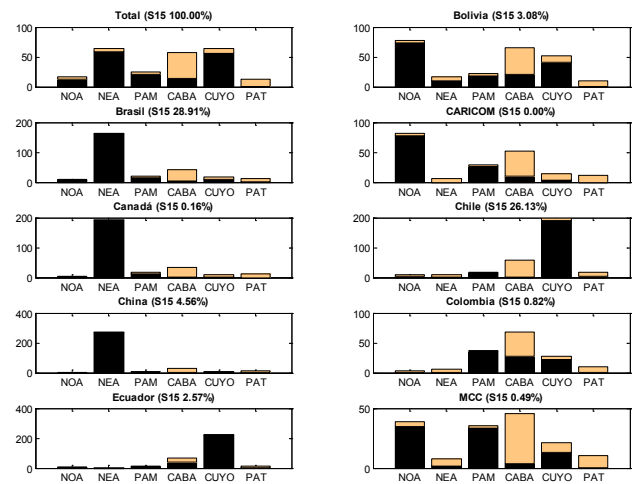 Total (S15 100.00%)
100
50
0
NOA NEA PAM CABA CUYO PAT
Bolivia (S15 3.08%)
100
50
0
NOA NEA PAM CABA CUYO PAT
Brasil (S15 28.91%)
200
100
0
NOA NEA PAM CABA CUYO PAT
CARICOM (S15 0.00%)
100
50
0
NOA NEA PAM CABA CUYO PAT
Canadá (S15 0.16%)
200
100
0
NOA NEA PAM CABA CUYO PAT
Chile (S15 26.13%)
200
100
0
NOA NEA PAM CABA CUYO PAT
China (S15 4.56%)
400
200
0
NOA NEA PAM CABA CUYO PAT
Colombia (S15 0.82%)
100
50
0
NOA NEA PAM CABA CUYO PAT
Ecuador (S15 2.57%)
400
200
0
NOA NEA PAM CABA CUYO PAT
MCC (S15 0.49%)
50
0
NOA NEA PAM CABA CUYO PAT